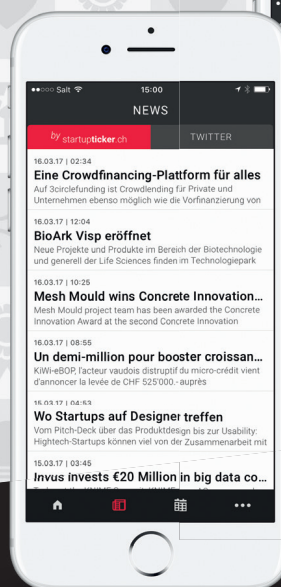 Salt 15:00
NEWS
by startupticker.ch TWITTER
16.03.17 | 02:34
Eine Crowdfinancing-Plattform für alles
Auf 3circlefunding ist Crowdlending für Private und
Unternehmen ebenso möglich wie die Vorfinanzierung von
16.03.17 | 12:04
BioArk Visp eröffnet
Neue Projekte und Produkte im Bereich der Biotechnologie
und generell der Life Sciences finden im Technologiepark
16.03.17 | 10:25
Mesh Mould wins Concrete Innovation...
Mesh Mould project team has been awarded the Concrete
Innovation Award at the second Concrete Innovation
16.03.17 | 08:55
Un demi-million pour booster croissan...
KiWi-eBOP, l'acteur vaudois distruptif du micro-crédit vient
d'annoncer la levée de CHF 525'000.- auprès
15.03.17 | 04:53
Wo Startups auf Designer treffen
Vom Pitch-Deck über das Produktdesign bis zur Usability:
Hightech-Startups können viel von der Zusammenarbeit mit
15.03.17 | 03:45
Invus invests €20 Million in big data co...